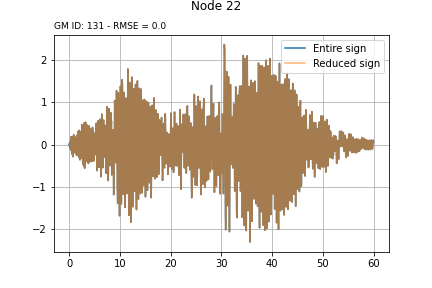 Node 22
GM ID: 131 - RMSE = 0.0
Entire sign
Reduced sign
2
1
0
−1
−2
0 10 20 30 40 50 60